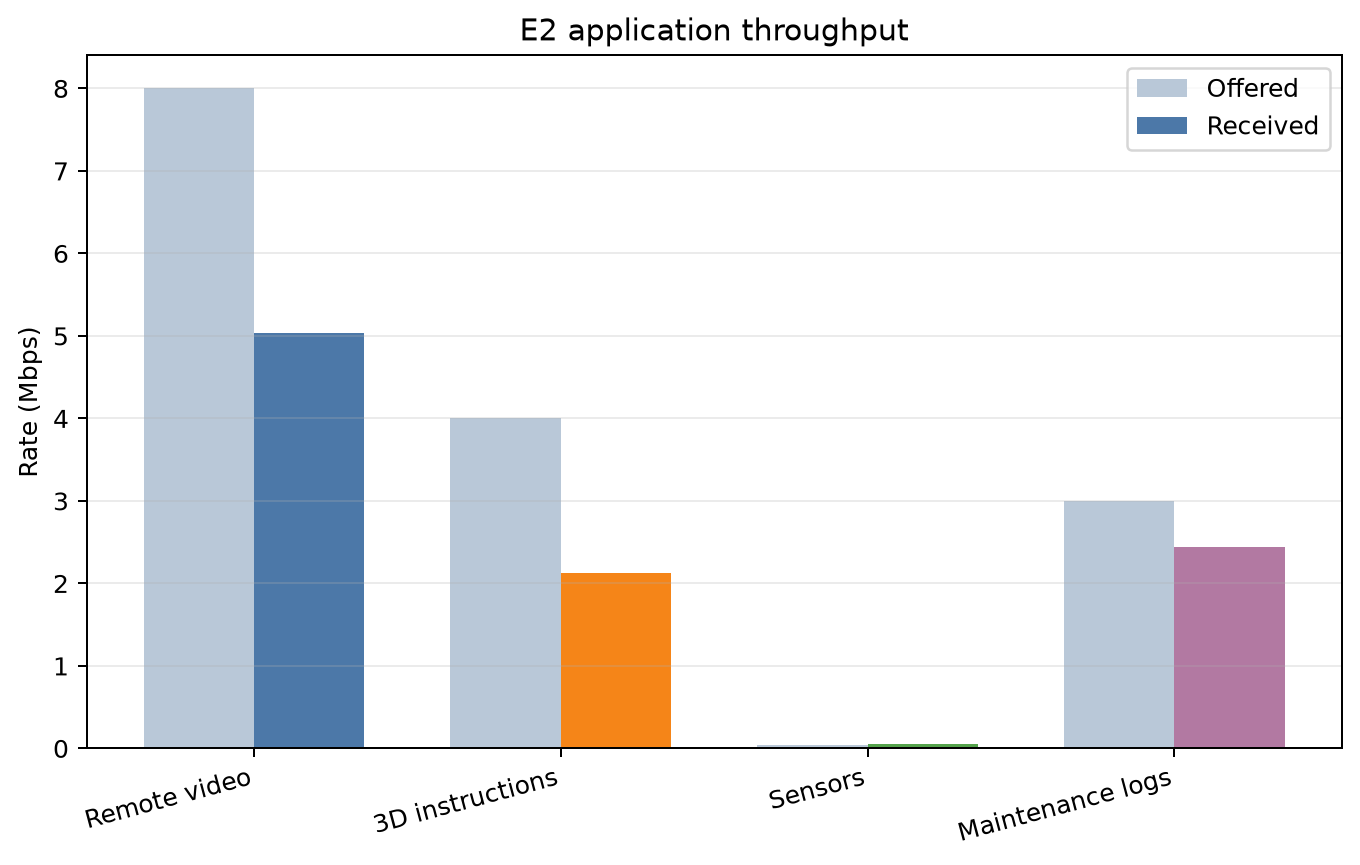 E2 application throughput
Offered
Received
Rate (Mbps)
8
7
6
5
4
3
2
1
0
Remote video
3D instructions
Sensors
Maintenance logs